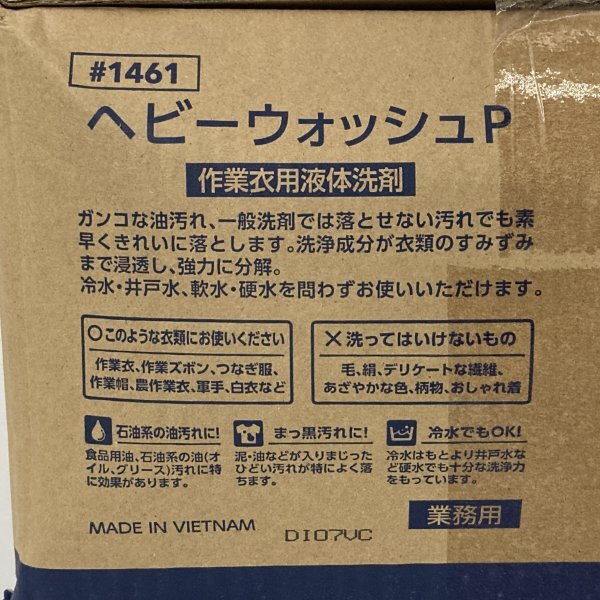 #1461
ヘビーウォッシュP
作業衣用液体洗剤
ガンコな油汚れ、一般洗剤では落とせない汚れでも素
早くきれいに落とします。洗浄成分が衣類のすみずみ
まで浸透し、強力に分解。
冷水・井戸水、軟水・硬水を問わずお使いいただけます。
○このような衣類にお使いください
作業衣、作業ズボン、つなぎ服、
作業帽、農作業衣、軍手、白衣など
×洗ってはいけないもの
毛、絹、デリケートな繊維、
あざやかな色、柄物、おしゃれ着
石油系の油汚れに!
食品用油、石油系の油(オ
イル、グリース)汚れに特
に効果があります。
まっ黒汚れに!
泥・油などが入りまじった
ひどい汚れが特によく落
ちます。
冷水でもOK!
冷水はもとより井戸水な
ど硬水でも十分な洗浄力
をもっています。
MADE IN VIETNAM
DI07VC
業務用